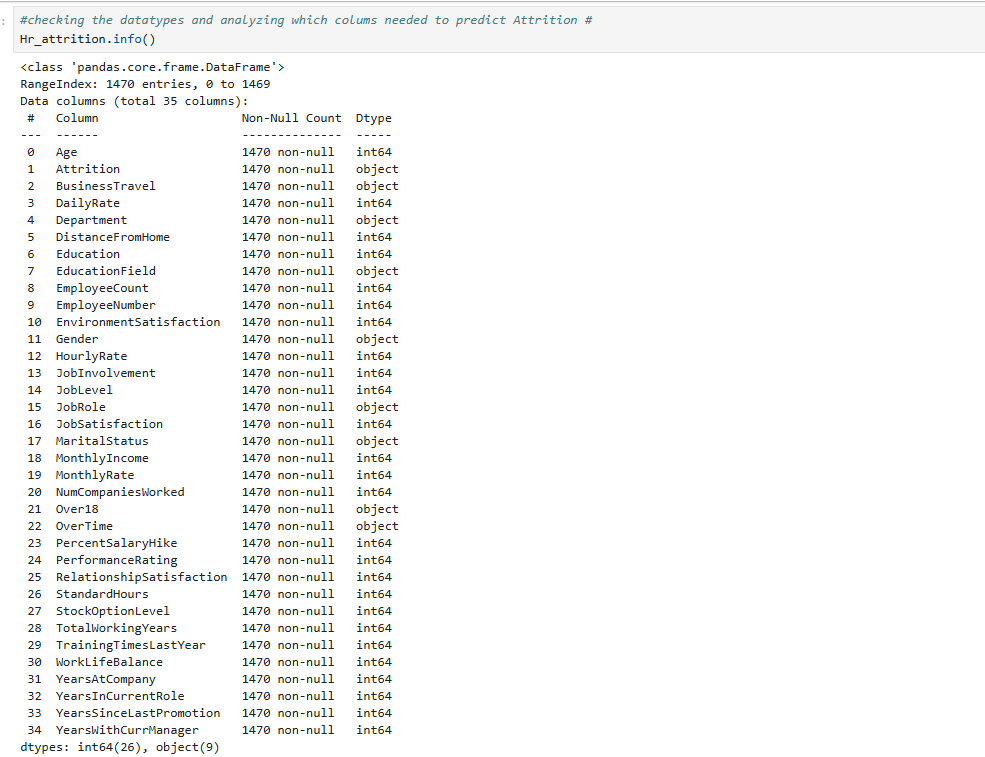 :
#checking the datatypes and analyzing which colums needed to predict Attrition #
Hr_attrition.info()
<class 'pandas.core.frame.DataFrame'>
RangeIndex: 1470 entries, 0 to 1469
Data columns (total 35 columns):
 #   Column                    Non-Null Count  Dtype
---  ------                    --------------  -----
 0   Age                       1470 non-null   int64
 1   Attrition                 1470 non-null   object
 2   BusinessTravel            1470 non-null   object
 3   DailyRate                 1470 non-null   int64
 4   Department                1470 non-null   object
 5   DistanceFromHome          1470 non-null   int64
 6   Education                 1470 non-null   int64
 7   EducationField            1470 non-null   object
 8   EmployeeCount             1470 non-null   int64
 9   EmployeeNumber            1470 non-null   int64
 10  EnvironmentSatisfaction   1470 non-null   int64
 11  Gender                    1470 non-null   object
 12  HourlyRate                1470 non-null   int64
 13  JobInvolvement            1470 non-null   int64
 14  JobLevel                  1470 non-null   int64
 15  JobRole                   1470 non-null   object
 16  JobSatisfaction           1470 non-null   int64
 17  MaritalStatus             1470 non-null   object
 18  MonthlyIncome             1470 non-null   int64
 19  MonthlyRate               1470 non-null   int64
 20  NumCompaniesWorked        1470 non-null   int64
 21  Over18                    1470 non-null   object
 22  OverTime                  1470 non-null   object
 23  PercentSalaryHike         1470 non-null   int64
 24  PerformanceRating         1470 non-null   int64
 25  RelationshipSatisfaction  1470 non-null   int64
 26  StandardHours             1470 non-null   int64
 27  StockOptionLevel          1470 non-null   int64
 28  TotalWorkingYears         1470 non-null   int64
 29  TrainingTimesLastYear     1470 non-null   int64
 30  WorkLifeBalance           1470 non-null   int64
 31  YearsAtCompany            1470 non-null   int64
 32  YearsInCurrentRole        1470 non-null   int64
 33  YearsSinceLastPromotion   1470 non-null   int64
 34  YearsWithCurrManager      1470 non-null   int64
dtypes: int64(26), object(9)